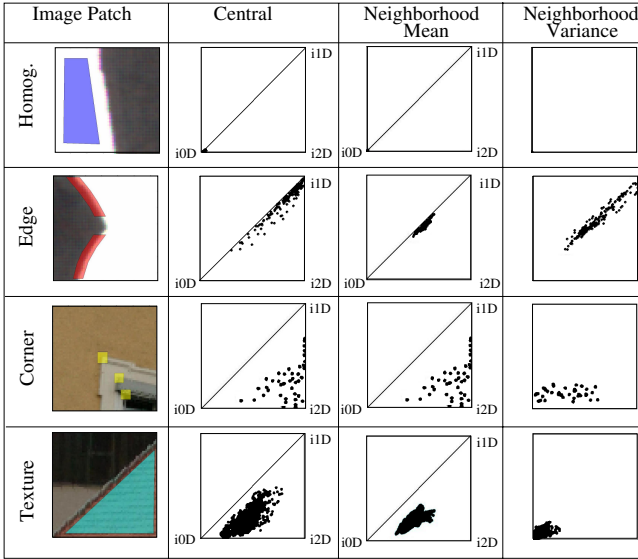 Image Patch Central Neighborhood Mean Neighborhood Variance
Homog.
i1D
i0D
i2D
i1D
i0D
i2D
Edge
i1D
i0D
i2D
i1D
i0D
i2D
Corner
i1D
i0D
i2D
i1D
i0D
i2D
Texture
i1D
i0D
i2D
i1D
i0D
i2D